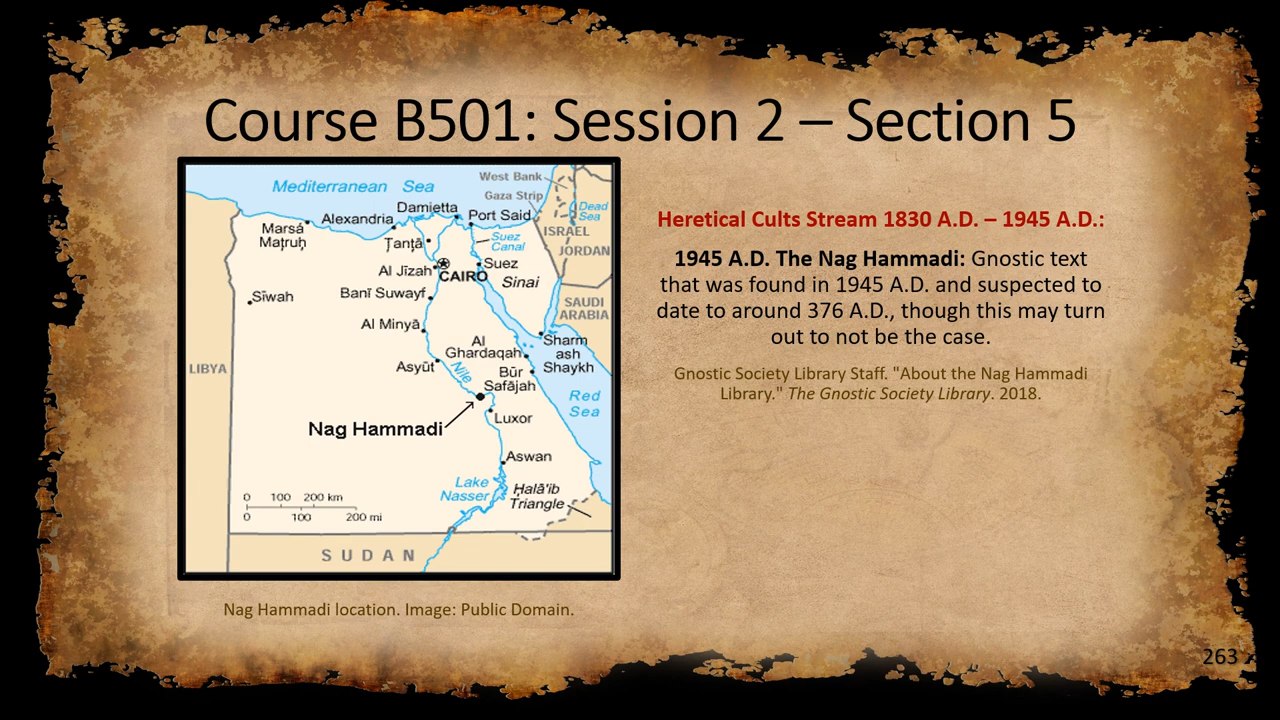 Course B501: Session 2 – Section 5
Mediterranean Sea
West Bank
Gaza Strip
Dead
Sea
Damietta
Alexandria
Port Said
Marsá
Maţruḩ
Ţanţā
Suez
Canal
ISRAEL
JORDAN
Al Jīzah
CAIRO
Suez
Sinai
Sīwah
Banī Suwayf
SAUDI
ARABIA
Al Minyā
Al
Ghardaqah
Sharm
ash
Shaykh
LIBYA
Asyūt
Nile
Būr
Safājah
Red
Sea
Luxor
Nag Hammadi
Aswan
Lake
Nasser
Ḩalā'ib
Triangle
0 100 200 km
0 100 200 mi
SUDAN
Nag Hammadi location. Image: Public Domain.
Heretical Cults Stream 1830 A.D. – 1945 A.D.:
1945 A.D. The Nag Hammadi: Gnostic text
that was found in 1945 A.D. and suspected to
date to around 376 A.D., though this may turn
out to not be the case.
Gnostic Society Library Staff. "About the Nag Hammadi
Library." The Gnostic Society Library. 2018.
263